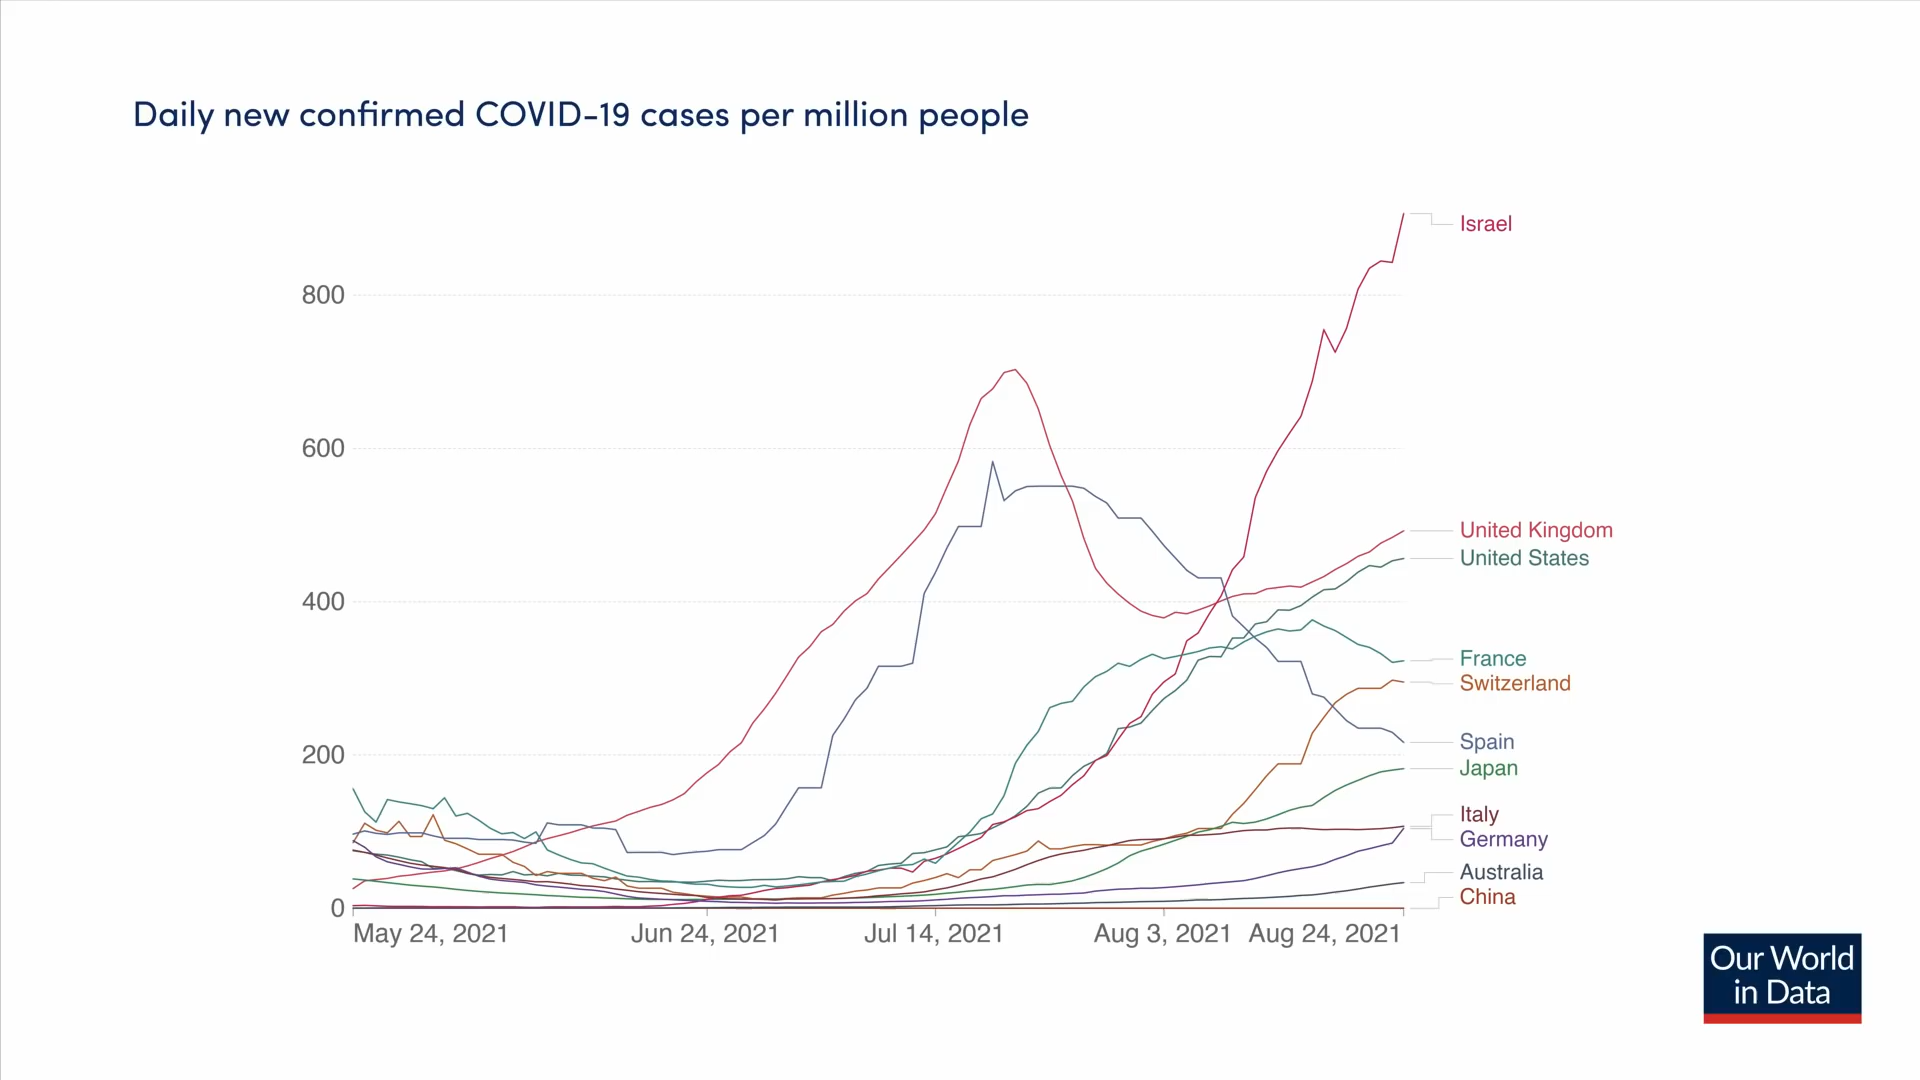 Daily new confirmed COVID-19 cases per million people
800
600
400
200
0
May 24, 2021
Jun 24, 2021
Jul 14, 2021
Aug 3, 2021
Aug 24, 2021
Israel
United Kingdom
United States
France
Switzerland
Spain
Japan
Italy
Germany
Australia
China
Our World
in Data